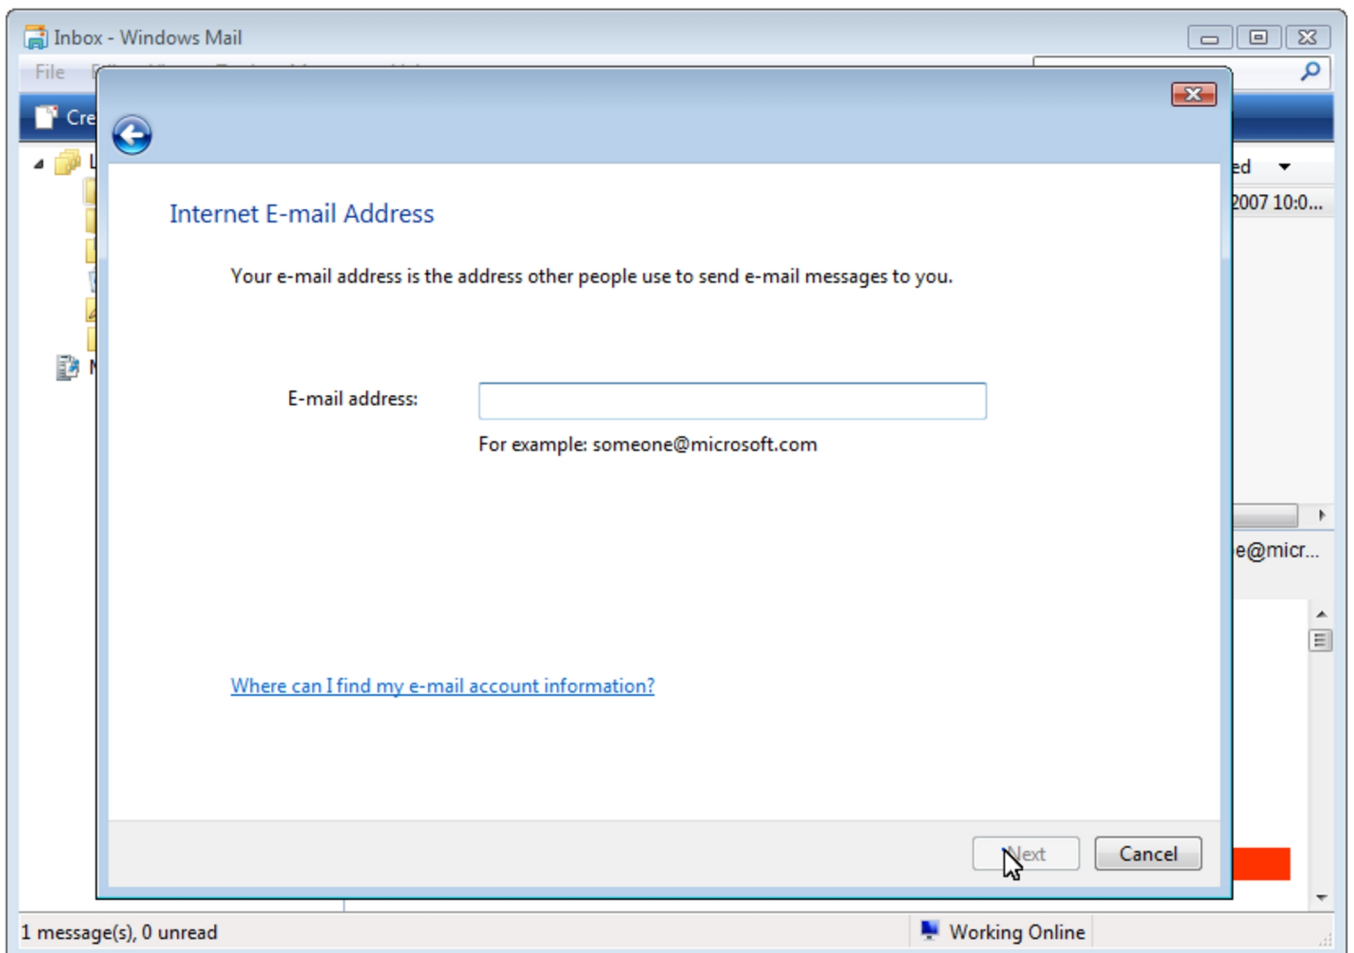 Inbox - Windows Mail
File
Cre
ed
2007 10:0...
Internet E-mail Address
Your e-mail address is the address other people use to send e-mail messages to you.
E-mail address:
For example: someone@microsoft.com
e@micr...
Where can I find my e-mail account information?
Next
Cancel
1 message(s), 0 unread
Working Online